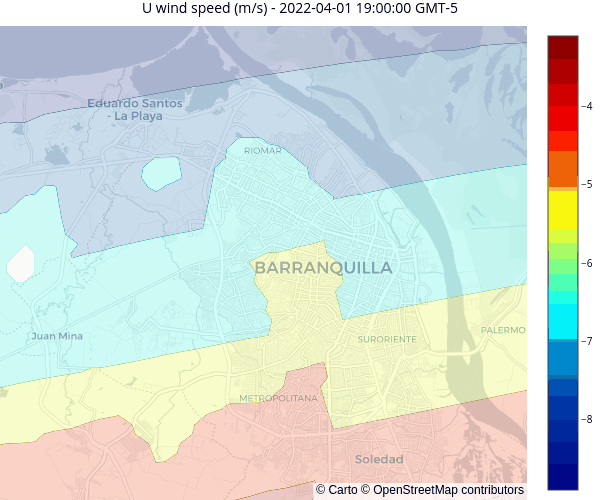 U wind speed (m/s) - 2022-04-01 19:00:00 GMT-5
Eduardo Santos
- La Playa
RIOMAR
BARRANQUILLA
Juan Mina
SURORIENTE
PALERMO
METROPOLITANA
Soledad
© Carto © OpenStreetMap contributors
−4
−5
−6
−7
−8